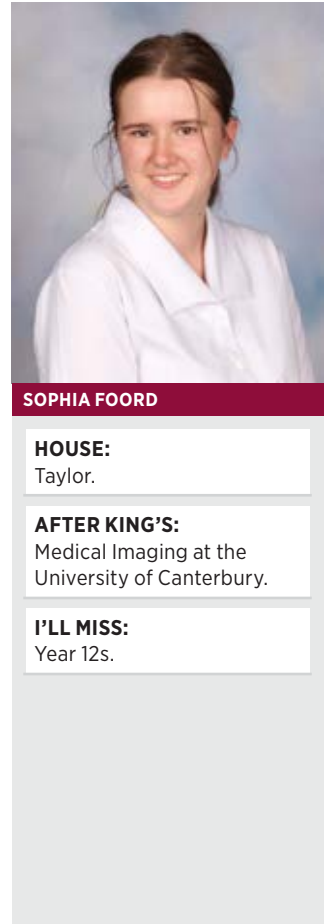 SOPHIA FOORD
HOUSE:
Taylor.
AFTER KING’S:
Medical Imaging at the
University of Canterbury.
I’LL MISS:
Year 12s.